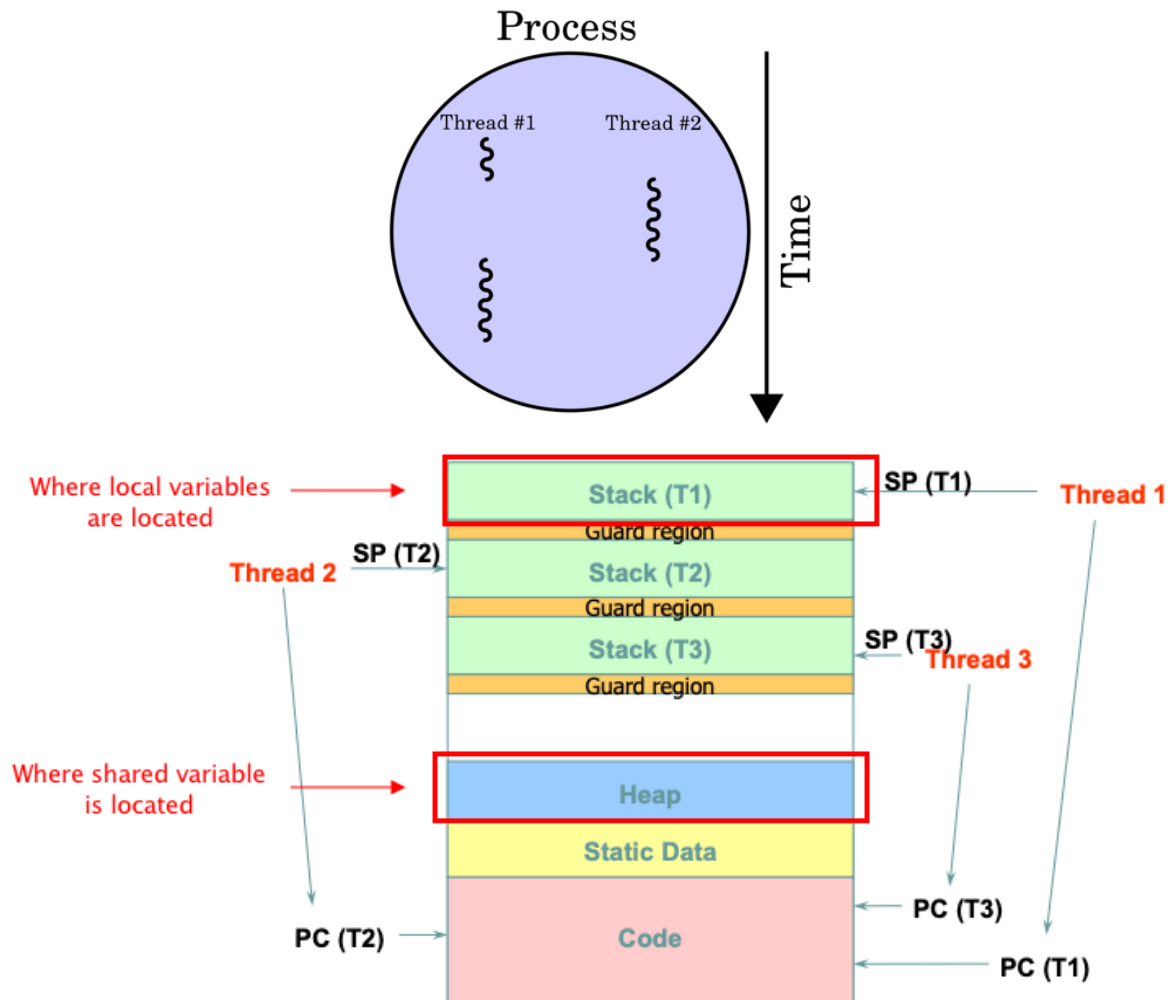 Process
Thread #1
Thread #2
Time
Where local variables
are located
Stack (T1)
SP (T1)
Thread 1
Guard region
SP (T2)
Thread 2
Stack (T2)
Guard region
Stack (T3)
SP (T3)
Thread 3
Guard region
Where shared variable
is located
Heap
Static Data
PC (T3)
PC (T2)
Code
PC (T1)